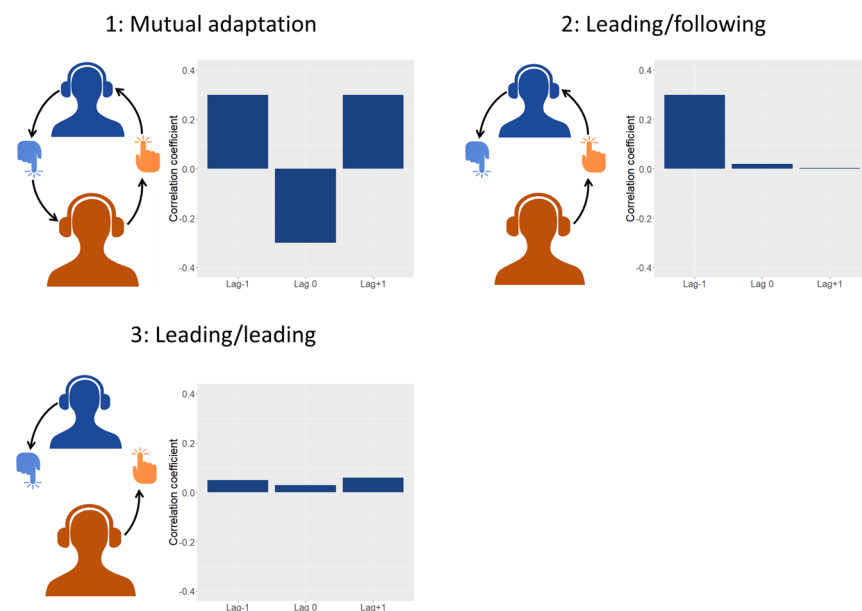 1: Mutual adaptation
Correlation coefficient
0.4
0.2
0.0
-0.2
-0.4
Lag-1 Lag 0 Lag+1
2: Leading/following
Correlation coefficient
0.4
0.2
0.0
-0.2
-0.4
Lag-1 Lag 0 Lag+1
3: Leading/leading
Correlation coefficient
0.4
0.2
0.0
-0.2
-0.4
Lag-1 Lag 0 Lag+1